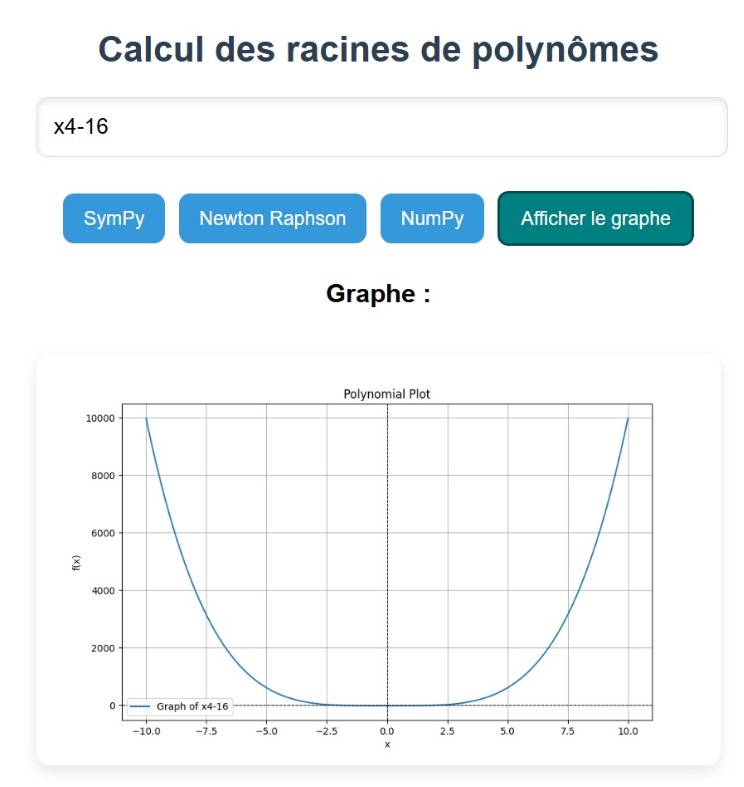 Calcul des racines de polynômes
x4-16
SymPy Newton Raphson NumPy Afficher le graphe
Graphe :
Polynomial Plot
10000
8000
6000
4000
2000
0
f(x)
Graph of x4-16
−10.0 −7.5 −5.0 −2.5 0.0 2.5 5.0 7.5 10.0
x